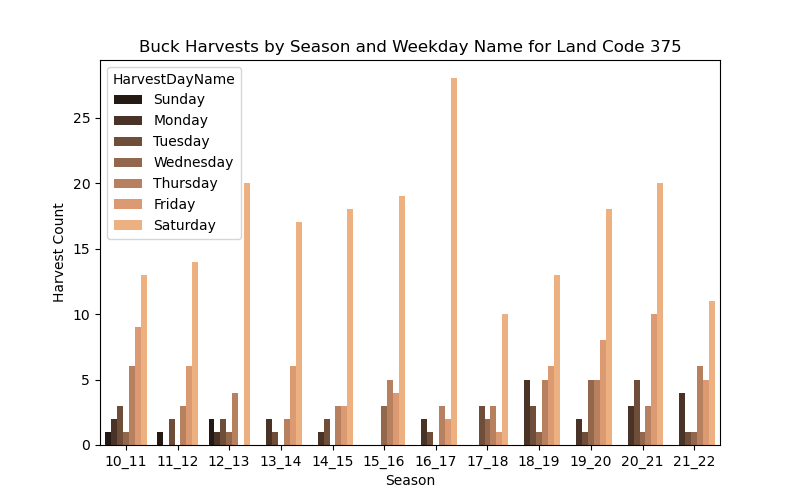 Buck Harvests by Season and Weekday Name for Land Code 375
HarvestDayName
Sunday
Monday
Tuesday
Wednesday
Thursday
Friday
Saturday
Harvest Count
25
20
15
10
5
0
10_11 11_12 12_13 13_14 14_15 15_16 16_17 17_18 18_19 19_20 20_21 21_22
Season